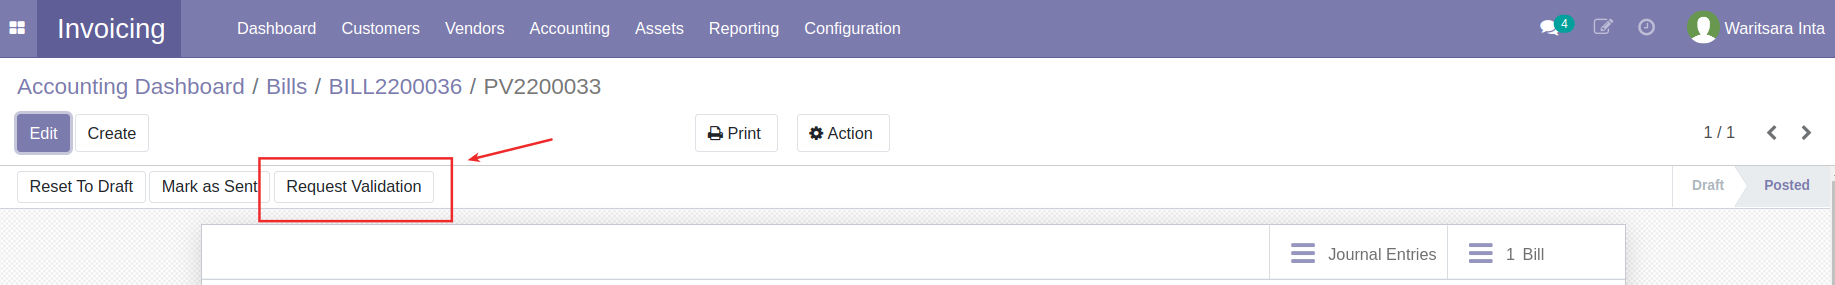 Invoicing Dashboard Customers Vendors Accounting Assets Reporting Configuration 4 Waritsara Inta
Accounting Dashboard / Bills / BILL2200036 / PV2200033
Edit Create Print Action 1 / 1
Reset To Draft Mark as Sent Request Validation Draft Posted
Journal Entries 1 Bill